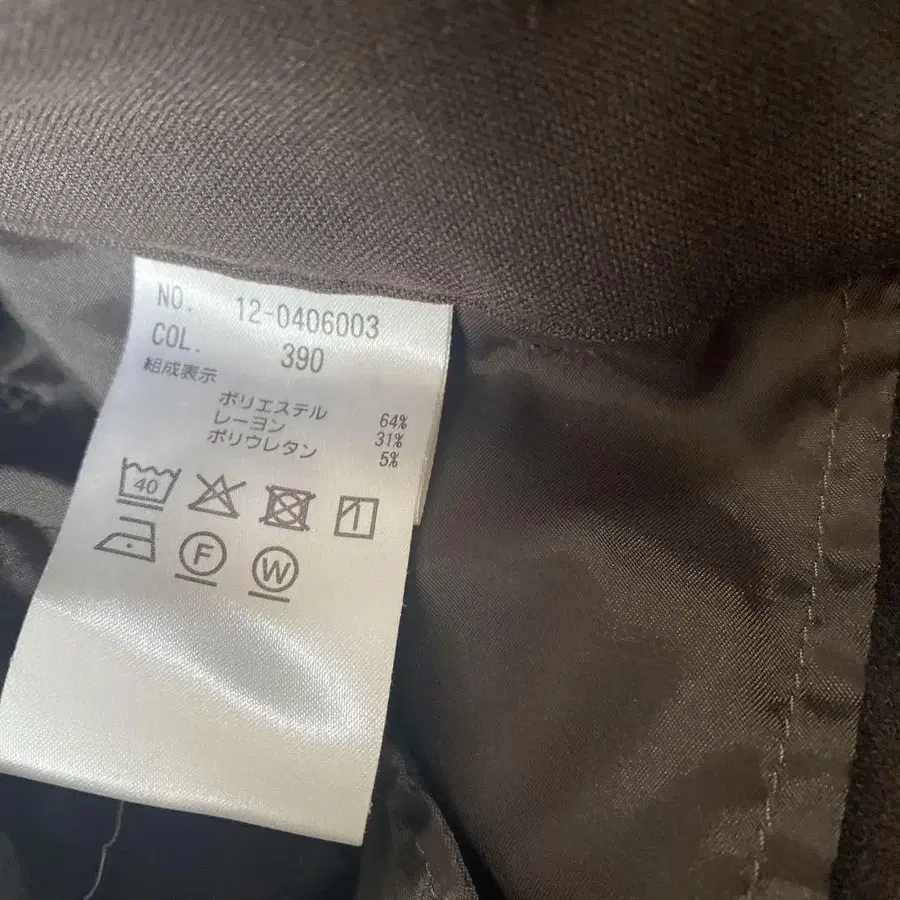 NO. 12-0406003
COL. 390
組成表示
ポリエステル 64%
レーヨン 31%
ポリウレタン 5%
40
F W